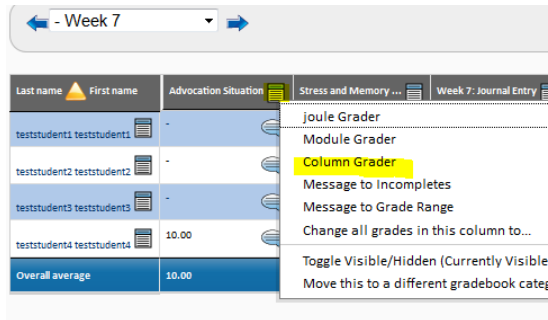 - Week 7
Last name First name
Advocation Situation
Stress and Memory ...
Week 7: Journal Entry
joule Grader
Module Grader
Column Grader
Message to Incompletes
Message to Grade Range
Change all grades in this column to...
Toggle Visible/Hidden (Currently Visible
Move this to a different gradebook categ
teststudent1 teststudent1 -
teststudent2 teststudent2 -
teststudent3 teststudent3 -
teststudent4 teststudent4 10.00
Overall average 10.00